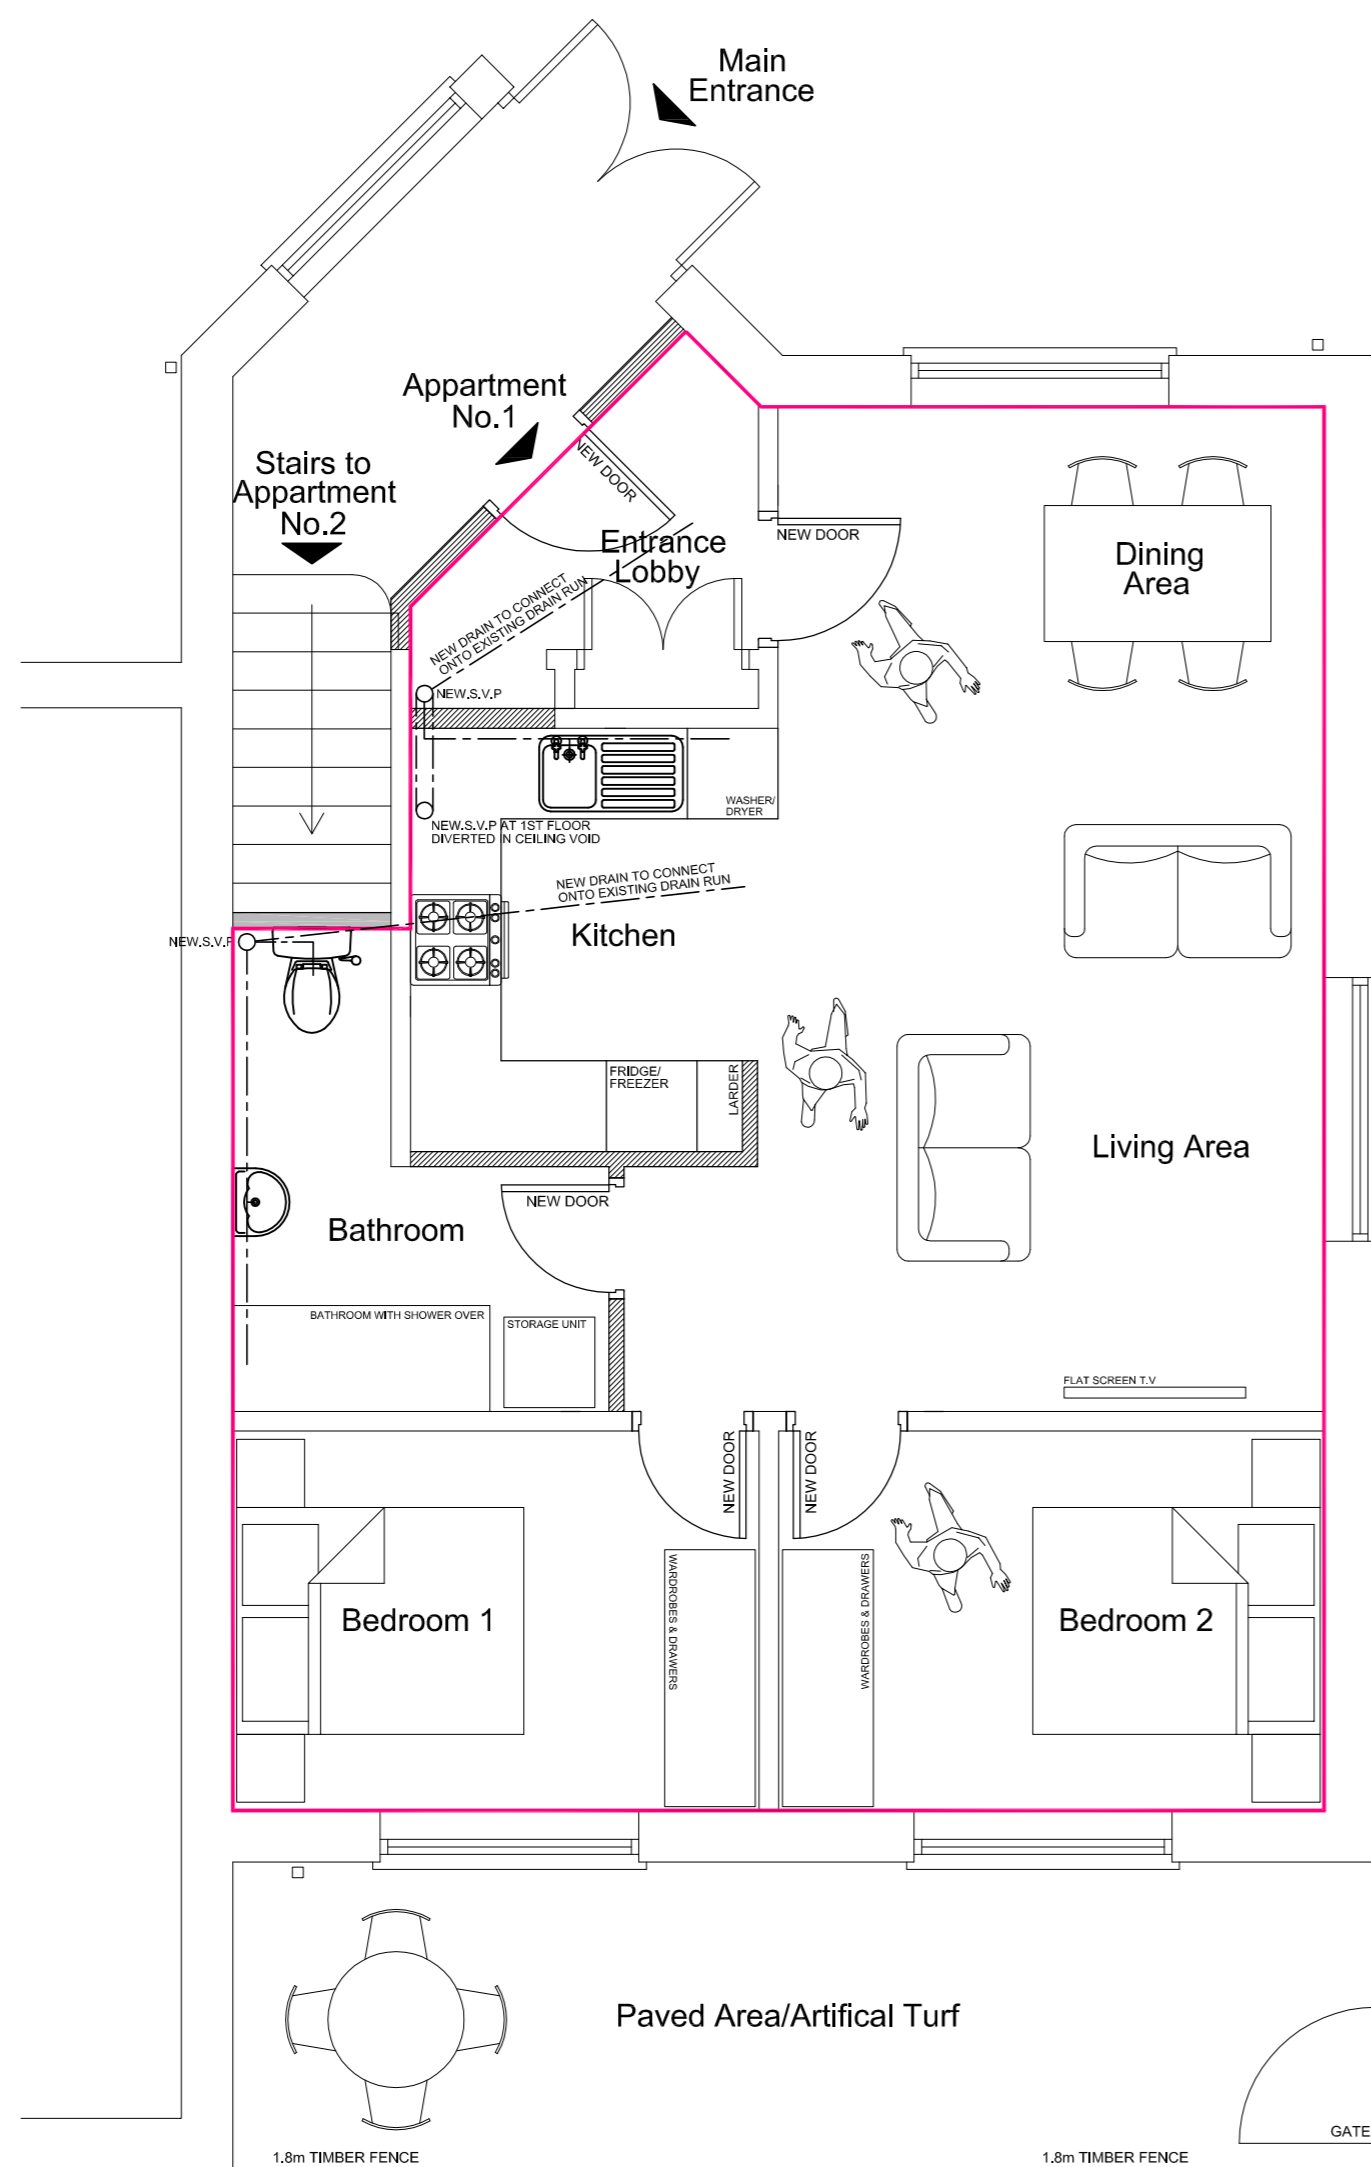 Main
Entrance
Appartment
No.1
Stairs to
Appartment
No.2
NEW DOOR
Entrance
Lobby
NEW DOOR
Dining
Area
NEW DRAIN TO CONNECT
ONTO EXISTING DRAIN RUN
NEW.S.V.P
WASHER/
DRYER
NEW.S.V.P AT 1ST FLOOR
DIVERTED IN CEILING VOID
NEW DRAIN TO CONNECT
ONTO EXISTING DRAIN RUN
NEW.S.V.P
Kitchen
FRIDGE/
FREEZER
LARDER
Living Area
NEW DOOR
Bathroom
BATHROOM WITH SHOWER OVER
STORAGE UNIT
FLAT SCREEN T.V
NEW DOOR
NEW DOOR
WARDROBES & DRAWERS
WARDROBES & DRAWERS
Bedroom 1
Bedroom 2
Paved Area/Artifical Turf
GATE
1.8m TIMBER FENCE
1.8m TIMBER FENCE